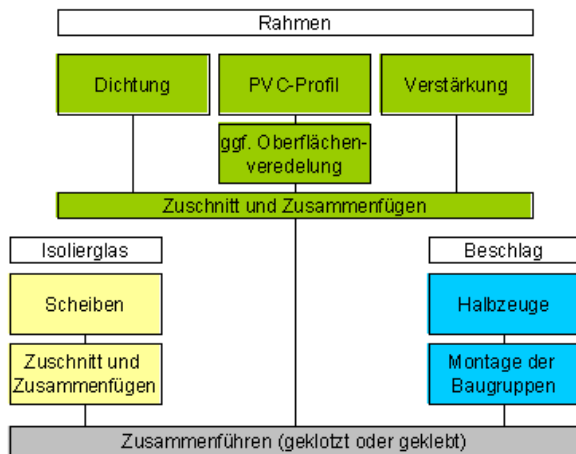 Rahmen
Dichtung
PVC-Profil
Verstärkung
ggf. Oberflächen-
veredelung
Zuschnitt und Zusammenfügen
Isolierglas
Beschlag
Scheiben
Halbzeuge
Zuschnitt und
Zusammenfügen
Montage der
Baugruppen
Zusammenführen (geklotzt oder geklebt)